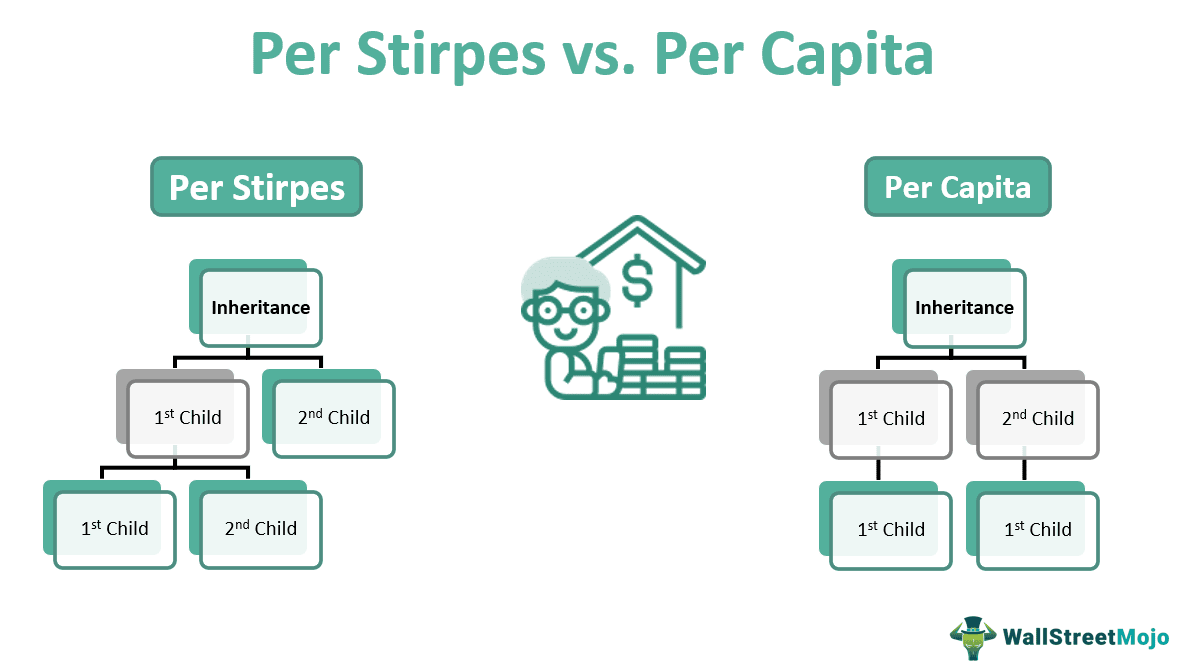 Per Stirpes vs. Per Capita
Per Stirpes
Inheritance
1st Child
2nd Child
1st Child
2nd Child
$
Per Capita
Inheritance
1st Child
2nd Child
1st Child
1st Child
WallStreetMojo